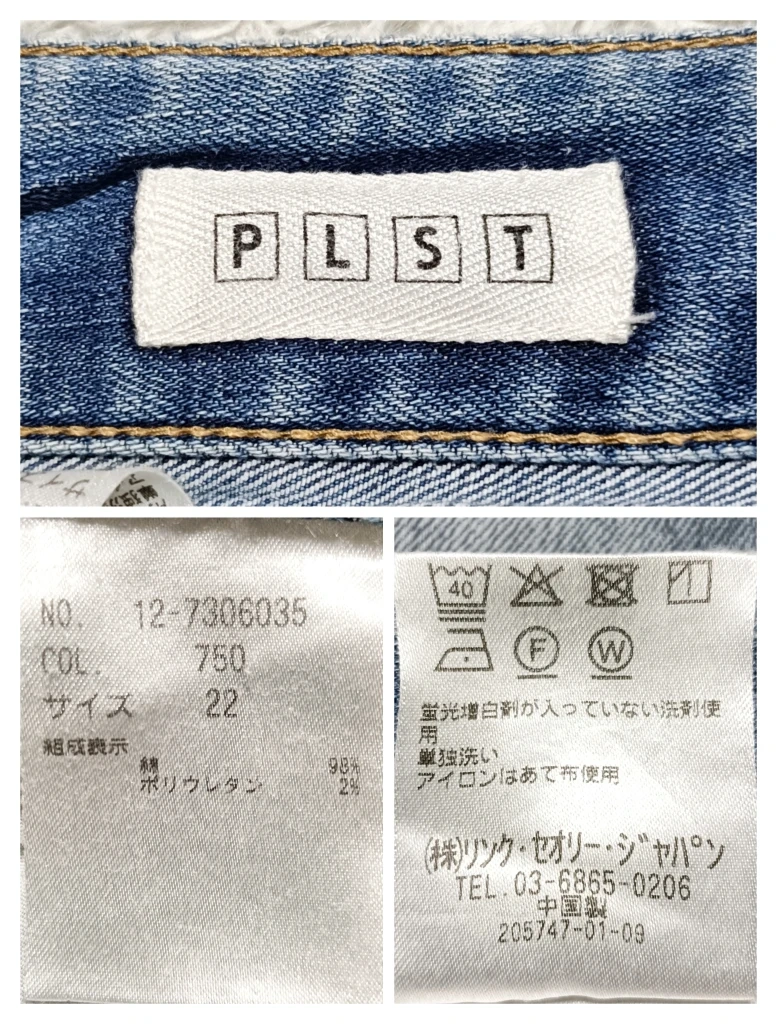 PLST
サイ
NO. 12-7306035
COL. 750
サイズ 22
組成表示
綿 98%
ポリウレタン 2%
40
F W
蛍光増白剤が入っていない洗剤使
用
単独洗い
アイロンはあて布使用
(株)リンク・セオリー・ジャパン
TEL.03-6865-0206
中国製
205747-01-09